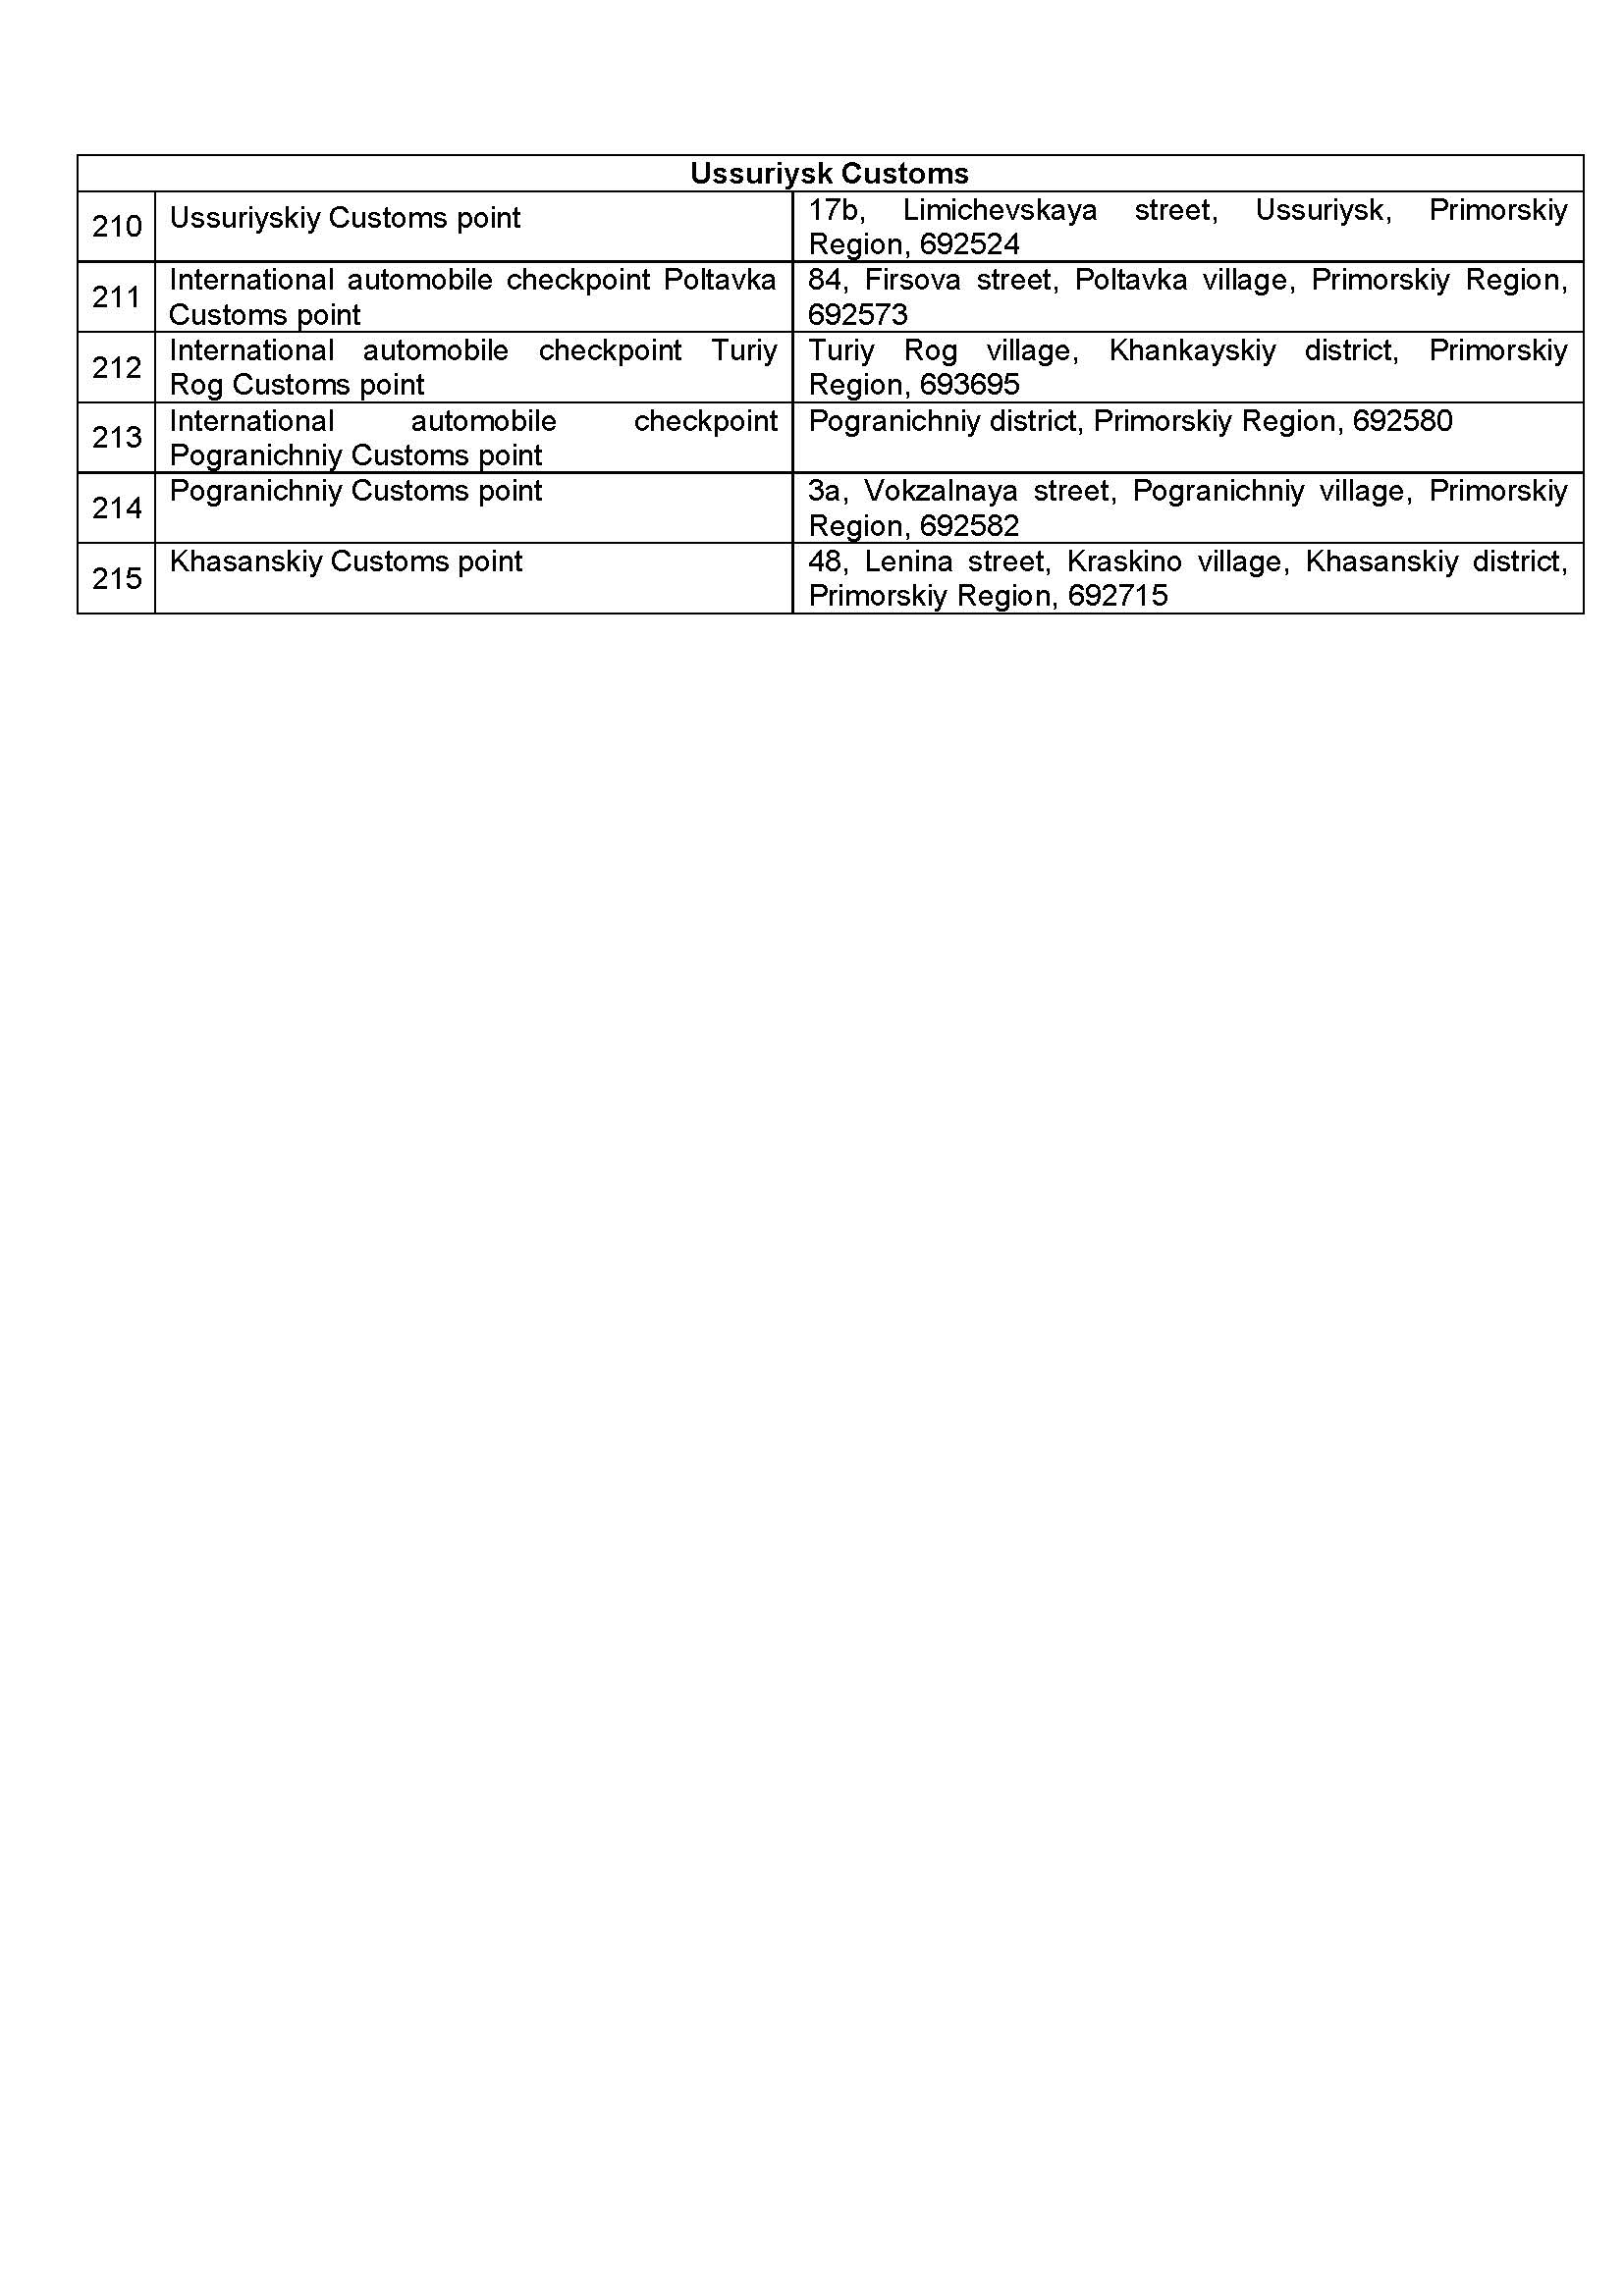 Ussuriysk Customs
210
Ussuriyskiy Customs point
17b, Limichevskaya street, Ussuriysk, Primorskiy
Region, 692524
211
International automobile checkpoint Poltavka
Customs point
84, Firsova street, Poltavka village, Primorskiy Region,
692573
212
International automobile checkpoint Turiy
Rog Customs point
Turiy Rog village, Khankayskiy district, Primorskiy
Region, 693695
213
International automobile checkpoint
Pogranichniy Customs point
Pogranichniy district, Primorskiy Region, 692580
214
Pogranichniy Customs point
3a, Vokzalnaya street, Pogranichniy village, Primorskiy
Region, 692582
215
Khasanskiy Customs point
48, Lenina street, Kraskino village, Khasanskiy district,
Primorskiy Region, 692715